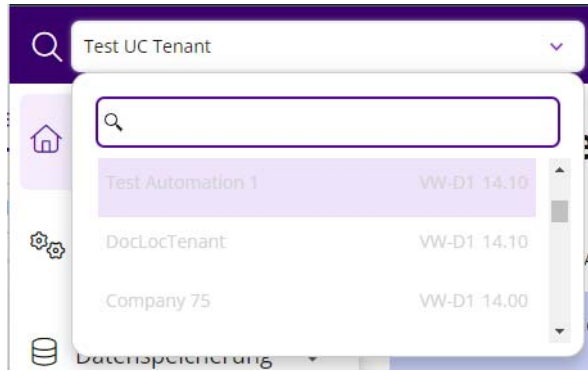 Test UC Tenant
Test Automation 1 VW-D1 14.10
DocLocTenant VW-D1 14.10
Company 75 VW-D1 14.00
Datenspeicherung